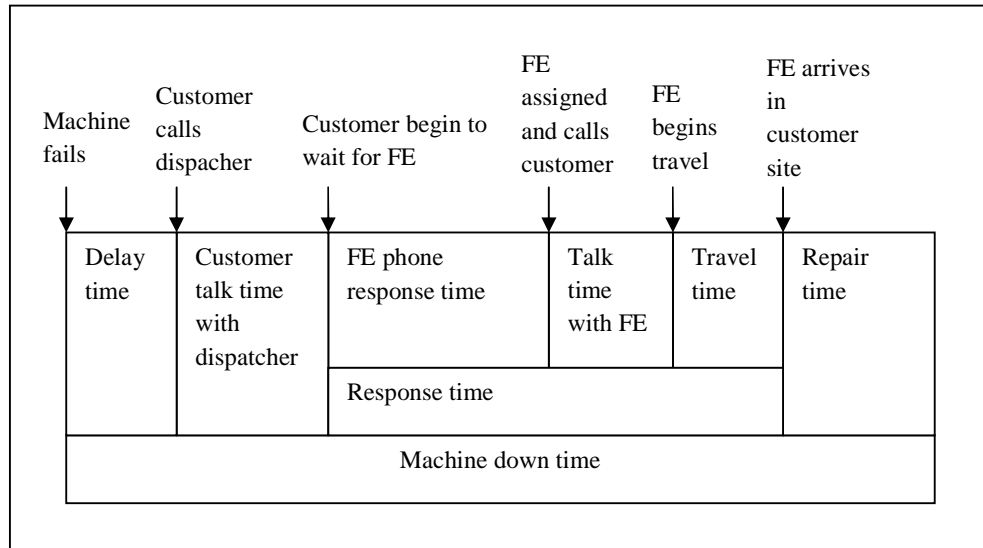 Machine
fails
Customer
calls
dispacher
Customer begin to
wait for FE
FE
assigned
and calls
customer
FE
begins
travel
FE arrives
in
customer
site
Delay
time
Customer
talk time
with
dispatcher
FE phone
response time
Talk
time
with FE
Travel
time
Repair
time
Response time
Machine down time